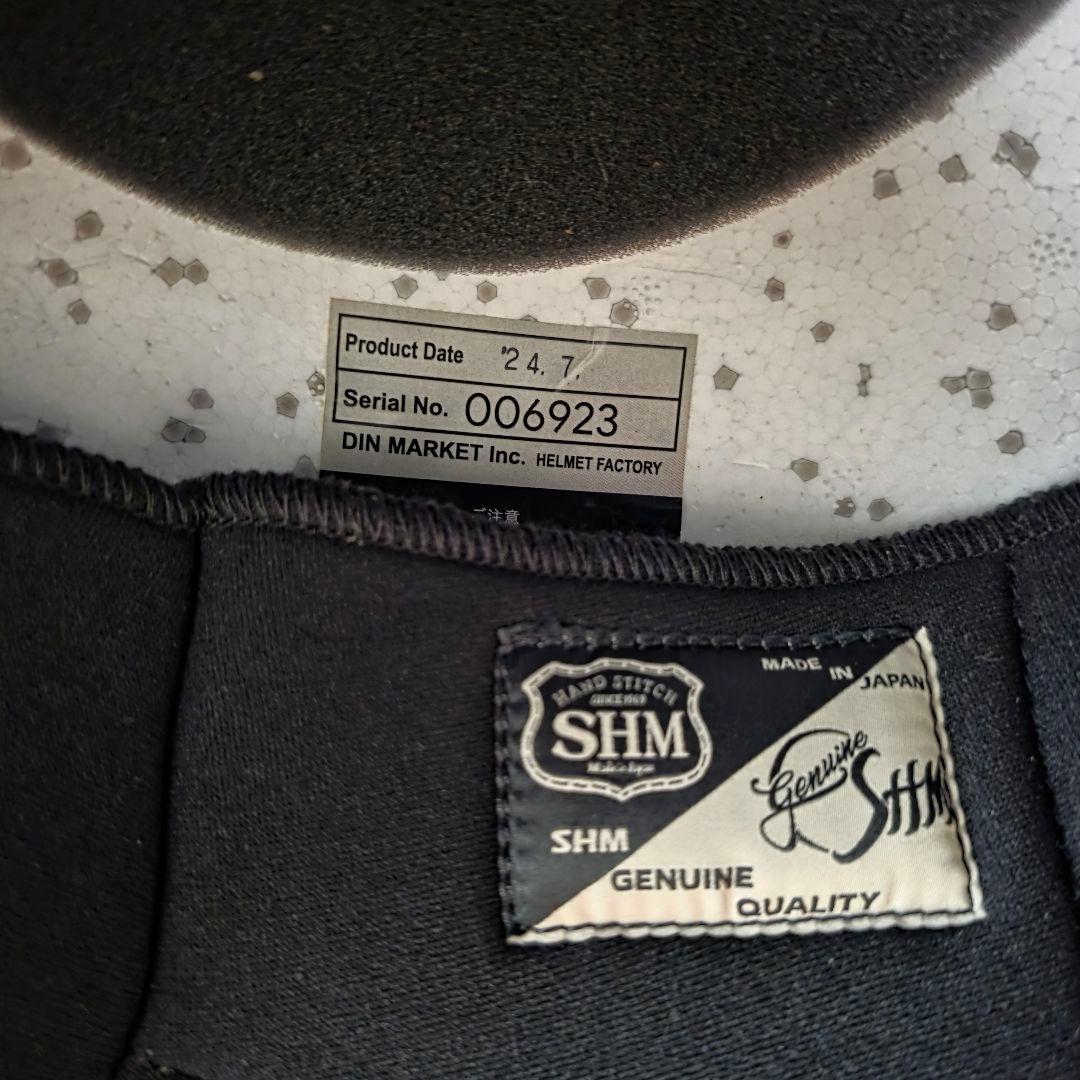 Product Date '24. 7.
Serial No. 006923
DIN MARKET Inc. HELMET FACTORY
ご注意
MADE IN JAPAN
HAND STITCH
SHM
Genuine
SHM
SHM
GENUINE
QUALITY